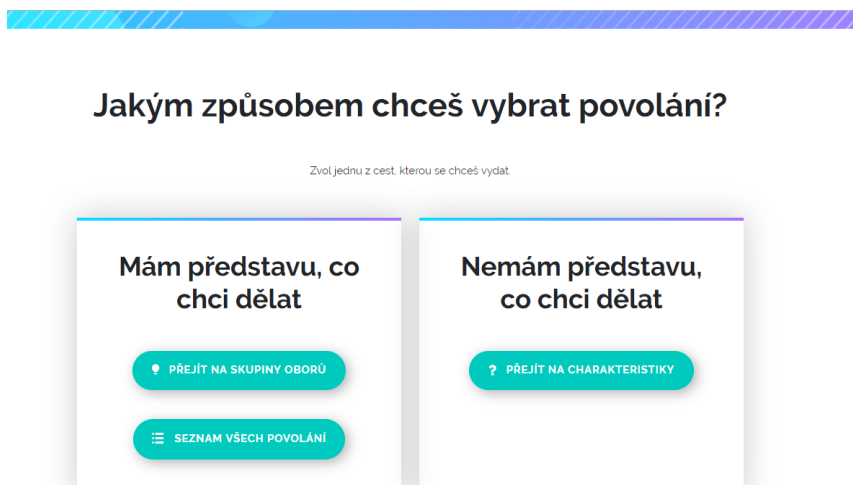 Jakým způsobem chceš vybrat povolání?
Zvol jednu z cest, kterou se chceš vydat.
Mám představu, co
chci dělat
PŘEJÍT NA SKUPINY OBORŮ
SEZNAM VŠECH POVOLÁNÍ
Nemám představu,
co chci dělat
PŘEJÍT NA CHARAKTERISTIKY